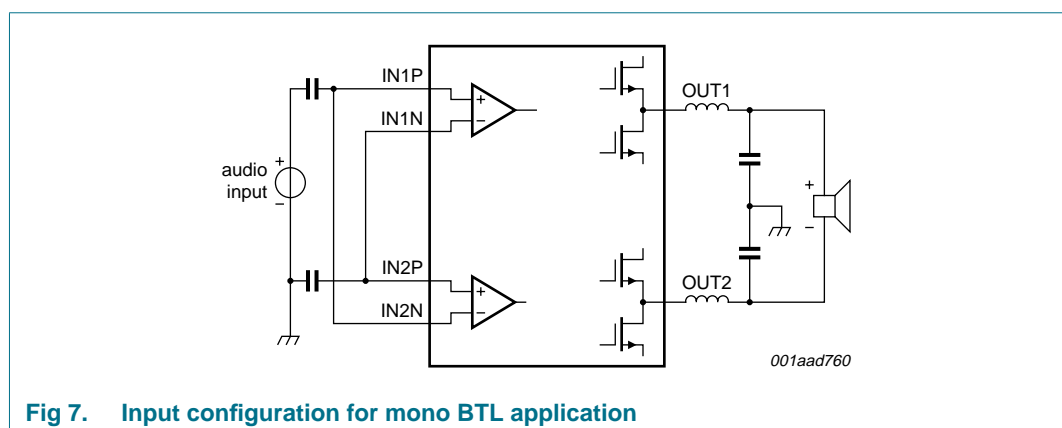 IN1P
IN1N
audio
input
+
−
IN2P
IN2N
+
−
+
−
OUT1
+
−
OUT2
001aad760
Fig 7. Input configuration for mono BTL application